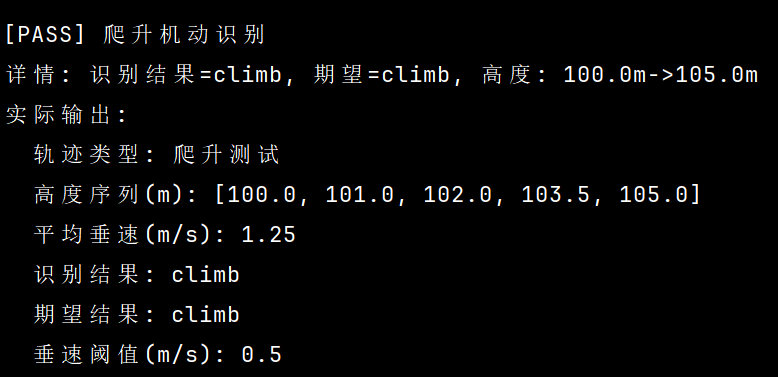 [PASS] 爬升机动识别
详情: 识别结果=climb, 期望=climb, 高度: 100.0m->105.0m
实际输出:
轨迹类型: 爬升测试
高度序列(m): [100.0, 101.0, 102.0, 103.5, 105.0]
平均垂速(m/s): 1.25
识别结果: climb
期望结果: climb
垂速阈值(m/s): 0.5